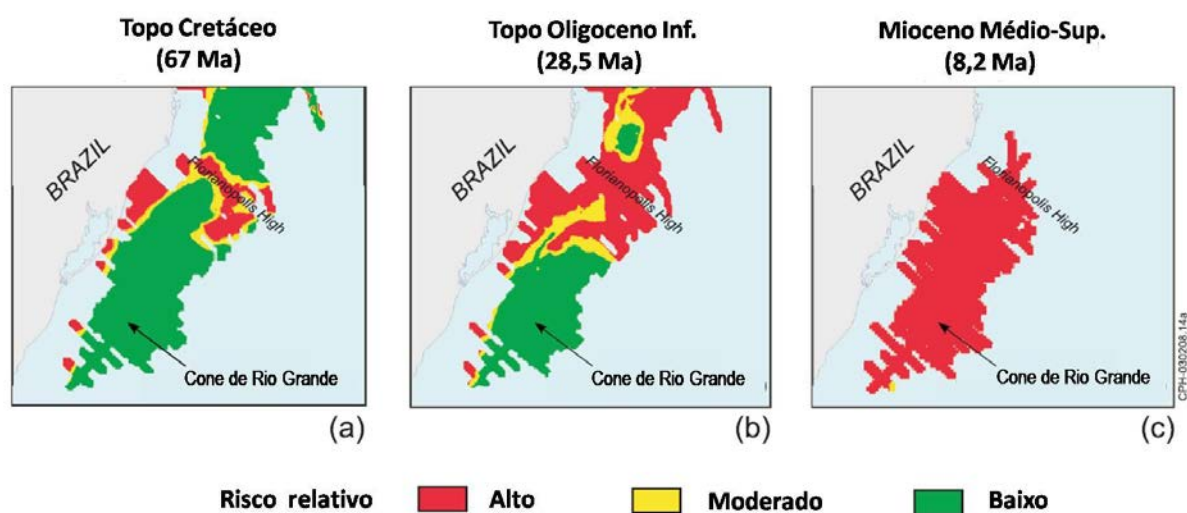 Topo Cretáceo
(67 Ma)
BRAZIL
Florianopolis High
Cone de Rio Grande
(a)
Topo Oligoceno Inf.
(28,5 Ma)
BRAZIL
Florianopolis High
Cone de Rio Grande
(b)
Mioceno Médio-Sup.
(8,2 Ma)
BRAZIL
Florianopolis High
Cone de Rio Grande
(c)
CPH-030208.14a
Risco relativo Alto Moderado Baixo